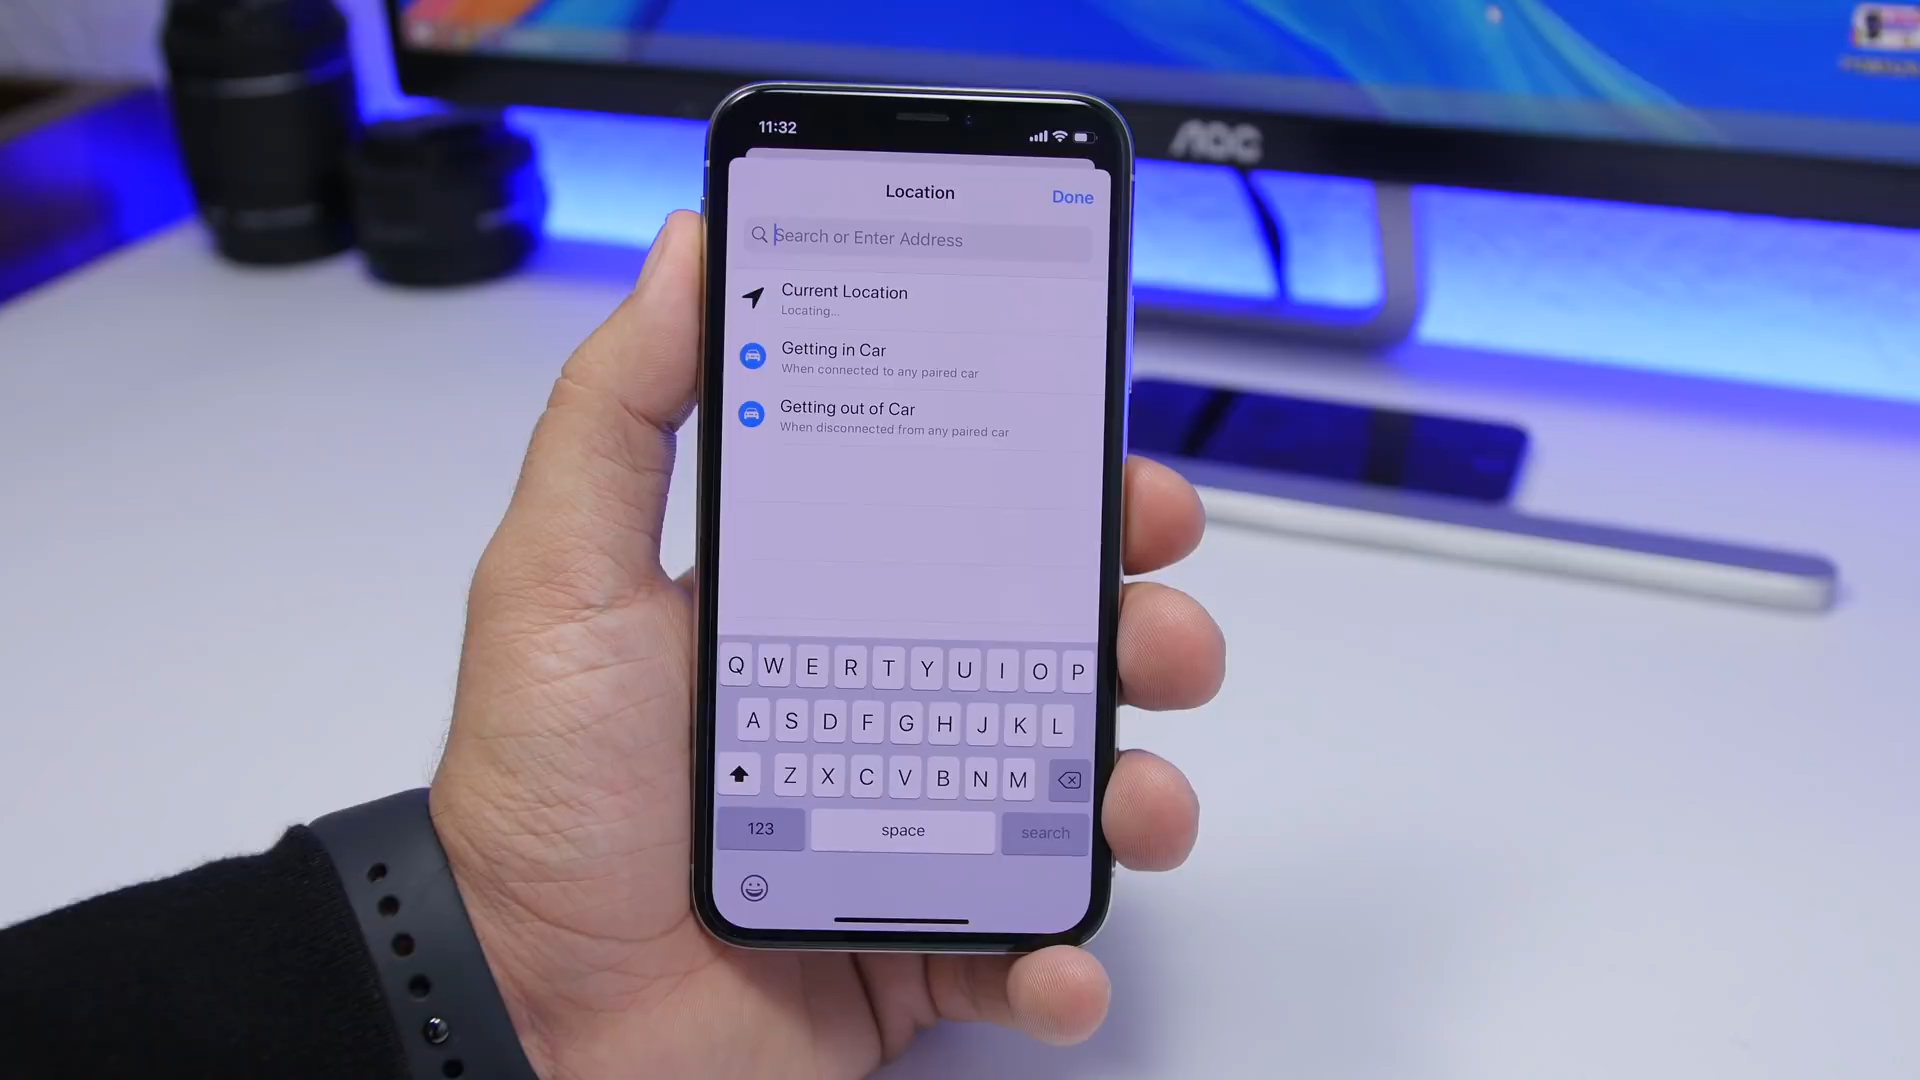 AOC
11:32
Location
Done
Search or Enter Address
Current Location
Locating...
Getting in Car
When connected to any paired car
Getting out of Car
When disconnected from any paired car
Q W E R T Y U I O P
A S D F G H J K L
Z X C V B N M
123 space search